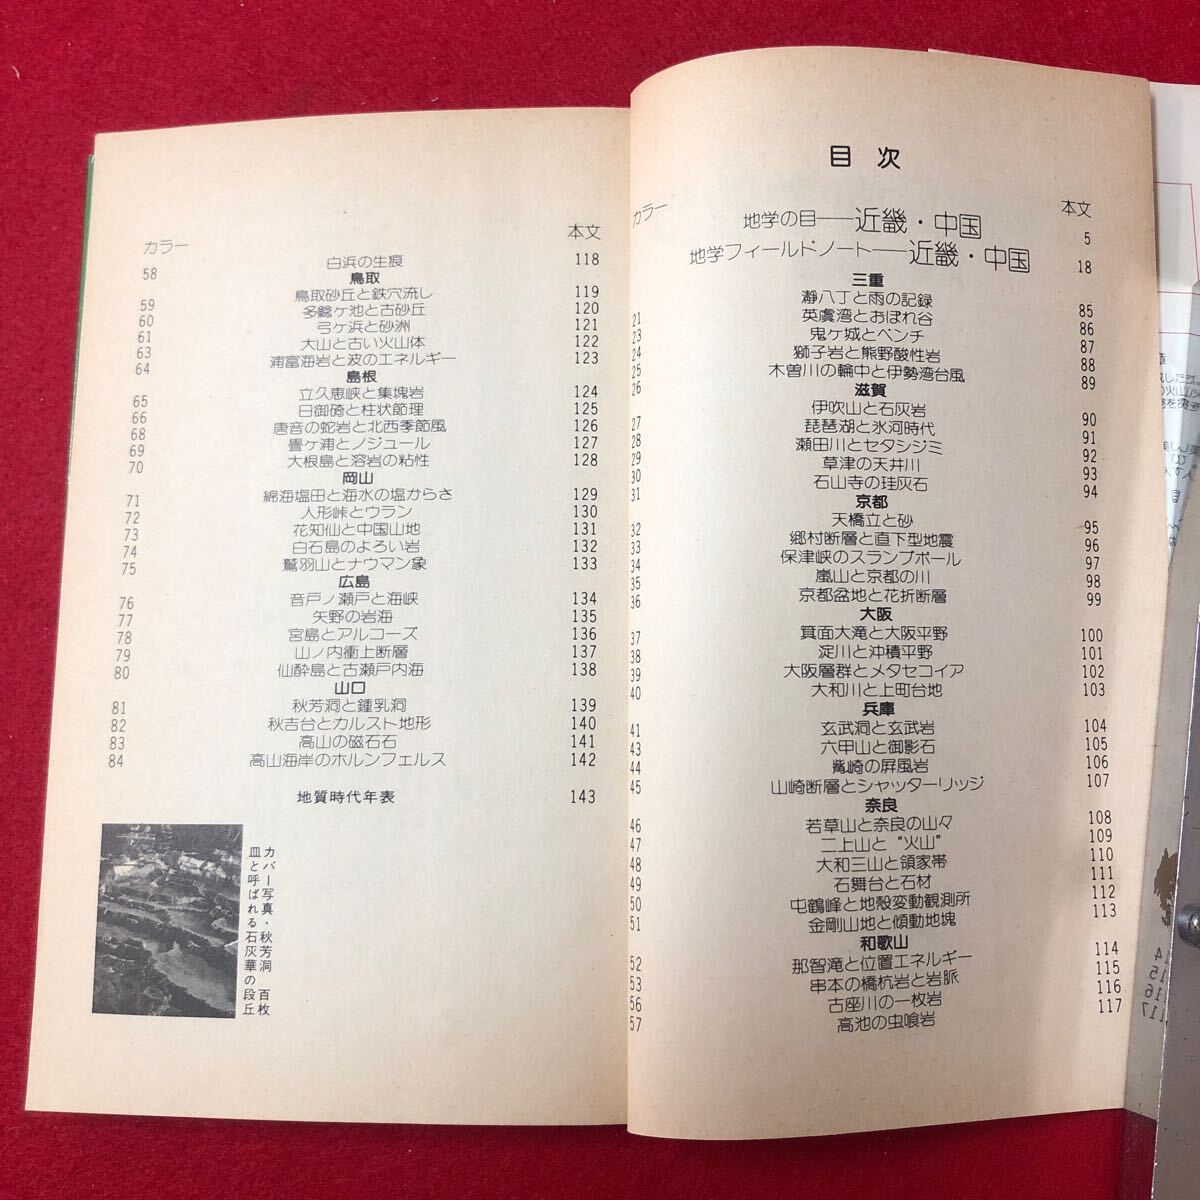 目次
カラー 本文
地学の目――近畿・中国 5
地学フィールドノート――近畿・中国 18
三重
21 瀞八丁と雨の記録 85
23 英虞湾とおぼれ谷 86
24 鬼ケ城とベンチ 87
25 獅子岩と熊野酸性岩 88
26 木曽川の輪中と伊勢湾台風 89
滋賀
27 伊吹山と石灰岩 90
28 琵琶湖と氷河時代 91
29 瀬田川とセタシジミ 92
30 草津の天井川 93
31 石山寺の珪灰石 94
京都
32 天橋立と砂 95
33 郷村断層と直下型地震 96
34 保津峡のスランプボール 97
35 嵐山と京都の川 98
36 京都盆地と花折断層 99
大阪
37 箕面大滝と大阪平野 100
38 淀川と沖積平野 101
39 大阪層群とメタセコイア 102
40 大和川と上町台地 103
兵庫
41 玄武洞と玄武岩 104
43 六甲山と御影石 105
44 觜崎の屏風岩 106
45 山崎断層とシャッターリッジ 107
奈良
46 若草山と奈良の山々 108
47 二上山と“火山” 109
48 大和三山と領家帯 110
49 石舞台と石材 111
50 屯鶴峰と地殻変動観測所 112
51 金剛山地と傾動地塊 113
和歌山
52 那智滝と位置エネルギー 114
53 串本の橋杭岩と岩脈 115
56 古座川の一枚岩 116
57 高池の虫喰岩 117
カラー 本文
58 白浜の生痕 118
鳥取
59 鳥取砂丘と鉄穴流し 119
60 多鯰ケ池と古砂丘 120
61 弓ケ浜と砂洲 121
63 大山と古い火山体 122
64 浦富海岩と波のエネルギー 123
島根
65 立久恵峡と集塊岩 124
66 日御碕と柱状節理 125
68 唐音の蛇岩と北西季節風 126
69 畳ケ浦とノジュール 127
70 大根島と溶岩の粘性 128
岡山
71 錦海塩田と海水の塩からさ 129
72 人形峠とウラン 130
73 花知仙と中国山地 131
74 白石島のよろい岩 132
75 鷲羽山とナウマン象 133
広島
76 音戸ノ瀬戸と海峡 134
77 矢野の岩海 135
78 宮島とアルコーズ 136
79 山ノ内衝上断層 137
80 仙酔島と古瀬戸内海 138
山口
81 秋芳洞と鍾乳洞 139
82 秋吉台とカルスト地形 140
83 高山の磁石石 141
84 高山海岸のホルンフェルス 142
地質時代年表 143
カバー写真・秋芳洞 百枚
皿と呼ばれる石灰華の段丘